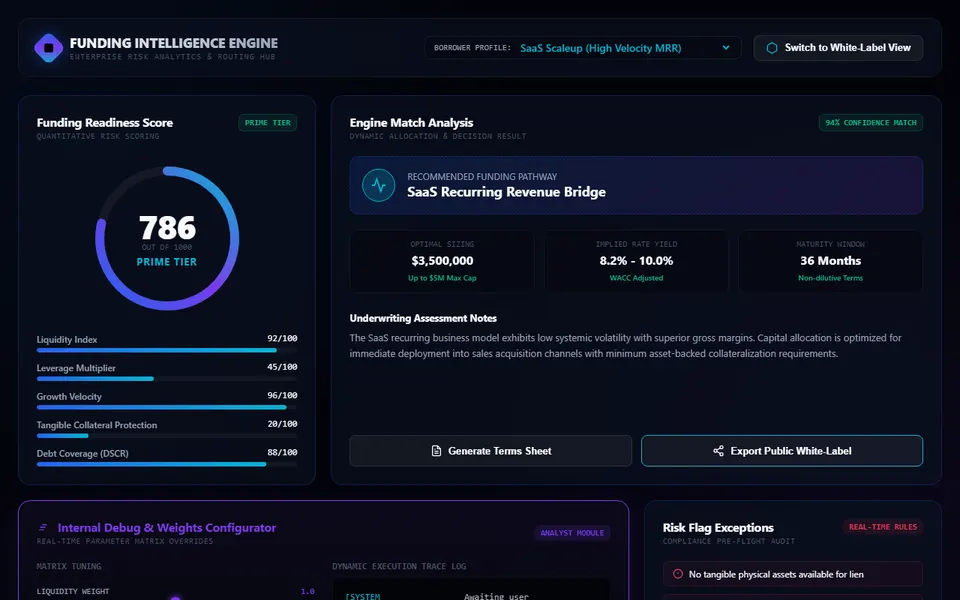 FUNDING INTELLIGENCE ENGINE
ENTERPRISE RISK ANALYTICS & ROUTING HUB
BORROWER PROFILE: SaaS Scaleup (High Velocity MRR)
Switch to White-Label View
Funding Readiness Score
PRIME TIER
QUANTITATIVE RISK SCORING
786
OUT OF 1000
PRIME TIER
Liquidity Index 92/100
Leverage Multiplier 45/100
Growth Velocity 96/100
Tangible Collateral Protection 20/100
Debt Coverage (DSCR) 88/100
Engine Match Analysis
94% CONFIDENCE MATCH
DYNAMIC ALLOCATION & DECISION RESULT
RECOMMENDED FUNDING PATHWAY
SaaS Recurring Revenue Bridge
OPTIMAL SIZING
$3,500,000
Up to $5M Max Cap
IMPLIED RATE YIELD
8.2% - 10.0%
WACC Adjusted
MATURITY WINDOW
36 Months
Non-dilutive Terms
Underwriting Assessment Notes
The SaaS recurring business model exhibits low systemic volatility with superior gross margins. Capital allocation is optimized for
immediate deployment into sales acquisition channels with minimum asset-backed collateralization requirements.
Generate Terms Sheet
Export Public White-Label
Internal Debug & Weights Configurator
REAL-TIME PARAMETER MATRIX OVERRIDES
ANALYST MODULE
MATRIX TUNING
LIQUIDITY WEIGHT 1.0
DYNAMIC EXECUTION TRACE LOG
[SYSTEM Awaiting user
Risk Flag Exceptions
REAL-TIME RULES
COMPLIANCE PRE-FLIGHT AUDIT
No tangible physical assets available for lien